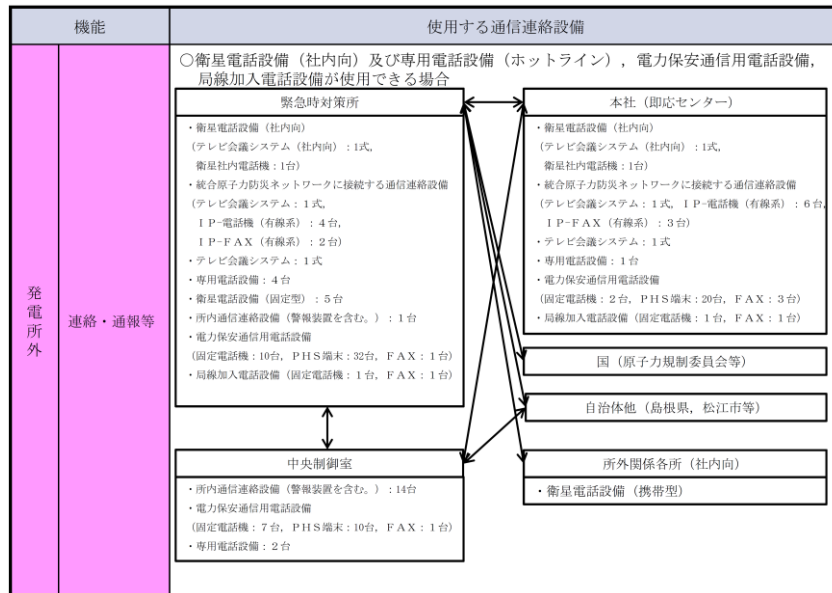 機能
使用する通信連絡設備
発電所外
連絡・通報等
○衛星電話設備（社内向）及び専用電話設備（ホットライン），電力保安通信用電話設備，
局線加入電話設備が使用できる場合
緊急時対策所
・衛星電話設備（社内向）
（テレビ会議システム（社内向）：1式，
衛星社内電話機：1台）
・統合原子力防災ネットワークに接続する通信連絡設備
（テレビ会議システム：１式，
ＩＰ-電話機（有線系）：４台，
ＩＰ-ＦＡＸ（有線系）：２台）
・テレビ会議システム：１式
・専用電話設備：４台
・衛星電話設備（固定型）：５台
・所内通信連絡設備（警報装置を含む。）：１台
・電力保安通信用電話設備
（固定電話機：10台，ＰＨＳ端末：32台，ＦＡＸ：１台）
・局線加入電話設備（固定電話機：１台，ＦＡＸ：１台）
本社（即応センター）
・衛星電話設備（社内向）
（テレビ会議システム（社内向）：1式，
衛星社内電話機：1台）
・統合原子力防災ネットワークに接続する通信連絡設備
（テレビ会議システム：１式，ＩＰ-電話機（有線系）：６台，
ＩＰ-ＦＡＸ（有線系）：３台）
・テレビ会議システム：１式
・専用電話設備：１台
・電力保安通信用電話設備
（固定電話機：２台，ＰＨＳ端末：20台，ＦＡＸ：３台）
・局線加入電話設備（固定電話機：１台，ＦＡＸ：１台）
国（原子力規制委員会等）
自治体他（島根県，松江市等）
中央制御室
・所内通信連絡設備（警報装置を含む。）：14台
・電力保安通信用電話設備
（固定電話機：７台，ＰＨＳ端末：10台，ＦＡＸ：１台）
・専用電話設備：２台
所外関係各所（社内向）
・衛星電話設備（携帯型）